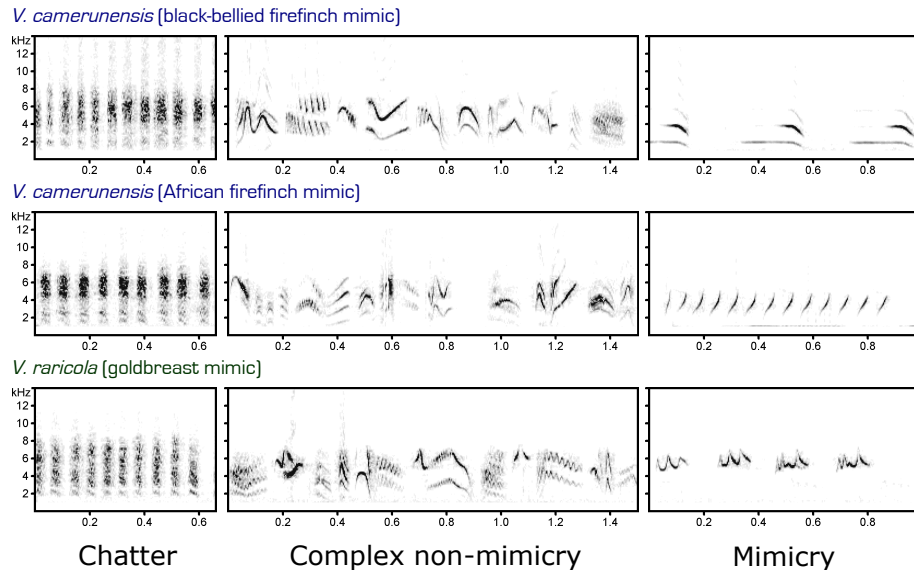 V. camerunensis (black-bellied firefinch mimic)
kHz
12
10
8
6
4
2
0.2 0.4 0.6 0.2 0.4 0.6 0.8 1.0 1.2 1.4 0.2 0.4 0.6 0.8
V. camerunensis (African firefinch mimic)
kHz
12
10
8
6
4
2
0.2 0.4 0.6 0.2 0.4 0.6 0.8 1.0 1.2 1.4 0.2 0.4 0.6 0.8
V. raricola (goldbreast mimic)
kHz
12
10
8
6
4
2
0.2 0.4 0.6 0.2 0.4 0.6 0.8 1.0 1.2 1.4 0.2 0.4 0.6 0.8
Chatter Complex non-mimicry Mimicry